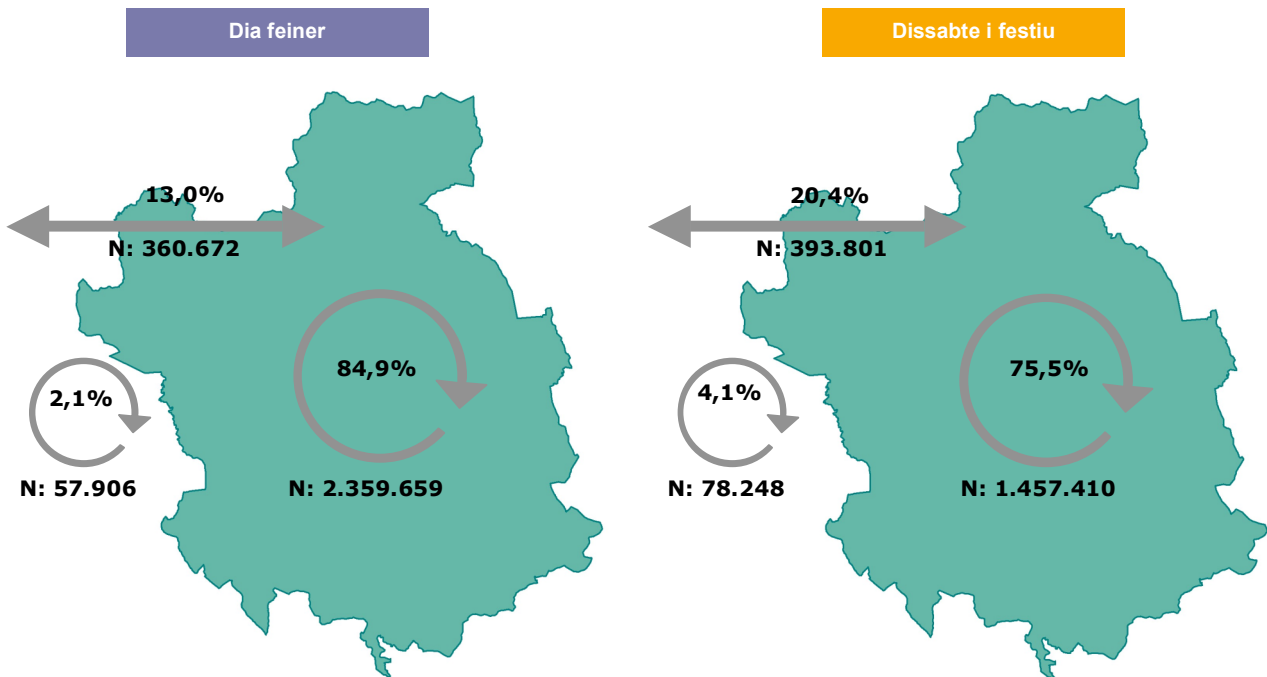 Dia feiner
13,0%
N: 360.672
84,9%
2,1%
N: 57.906
N: 2.359.659
Dissabte i festiu
20,4%
N: 393.801
75,5%
4,1%
N: 78.248
N: 1.457.410